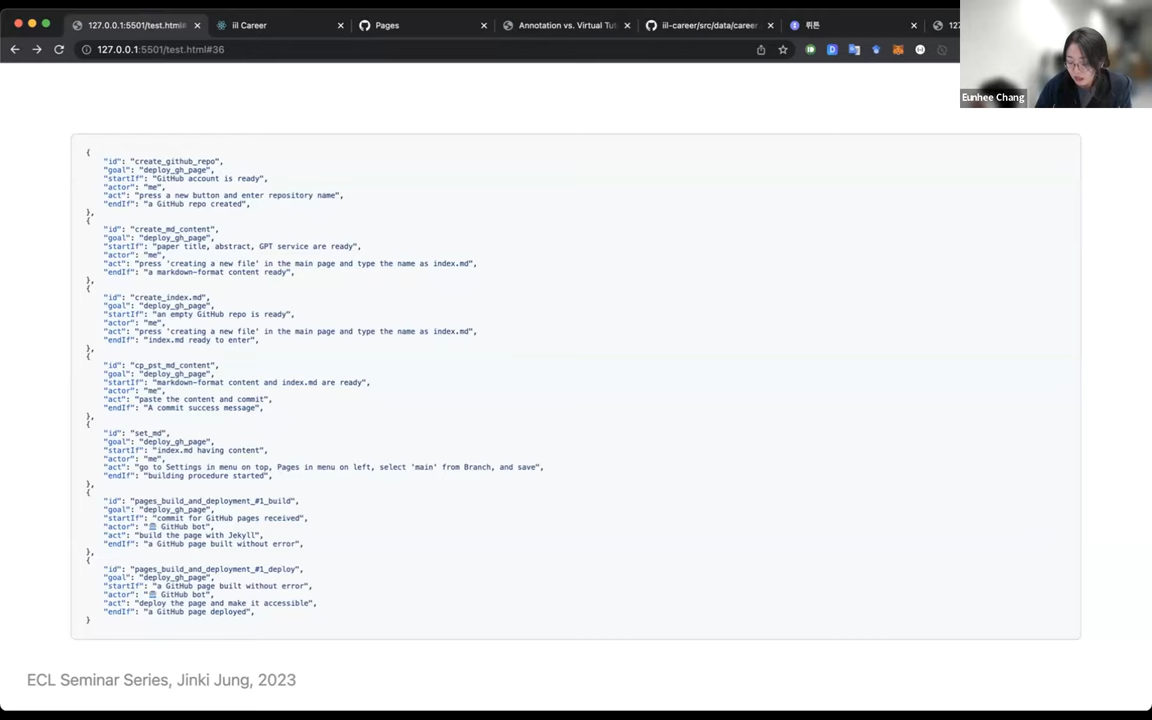 127.0.0.1:5501/test.html#
iil Career
Pages
Annotation vs. Virtual Tut
iil-career/src/data/career
뤼튼
127
127.0.0.1:5501/test.html#36
Eunhee Chang
{
"id": "create_github_repo",
"goal": "deploy_gh_page",
"startIf": "GitHub account is ready",
"actor": "me",
"act": "press a new button and enter repository name",
"endIf": "a GitHub repo created",
},
{
"id": "create_md_content",
"goal": "deploy_gh_page",
"startIf": "paper title, abstract, GPT service are ready",
"actor": "me",
"act": "press 'creating a new file' in the main page and type the name as index.md",
"endIf": "a markdown-format content ready",
},
{
"id": "create_index.md",
"goal": "deploy_gh_page",
"startIf": "an empty GitHub repo is ready",
"actor": "me",
"act": "press 'creating a new file' in the main page and type the name as index.md",
"endIf": "index.md ready to enter",
},
{
"id": "cp_pst_md_content",
"goal": "deploy_gh_page",
"startIf": "markdown-format content and index.md are ready",
"actor": "me",
"act": "paste the content and commit",
"endIf": "A commit success message",
},
{
"id": "set_md",
"goal": "deploy_gh_page",
"startIf": "index.md having content",
"actor": "me",
"act": "go to Settings in menu on top, Pages in menu on left, select 'main' from Branch, and save",
"endIf": "building procedure started",
},
{
"id": "pages_build_and_deployment_#1_build",
"goal": "deploy_gh_page",
"startIf": "commit for GitHub pages received",
"actor": "🏛 GitHub bot",
"act": "build the page with Jekyll",
"endIf": "a GitHub page built without error",
},
{
"id": "pages_build_and_deployment_#1_deploy",
"goal": "deploy_gh_page",
"startIf": "a GitHub page built without error",
"actor": "🏛 GitHub bot",
"act": "deploy the page and make it accessible",
"endIf": "a GitHub page deployed",
}
ECL Seminar Series, Jinki Jung, 2023